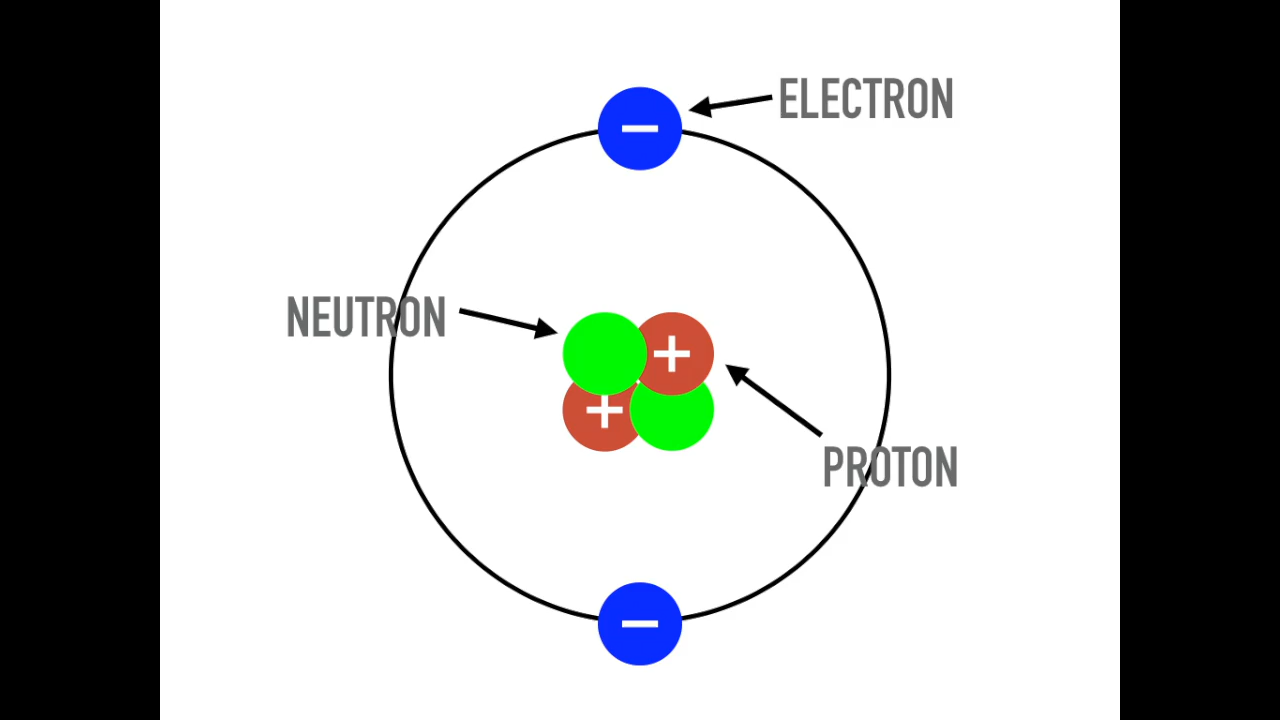 ELECTRON
−
NEUTRON
+
+
PROTON
−